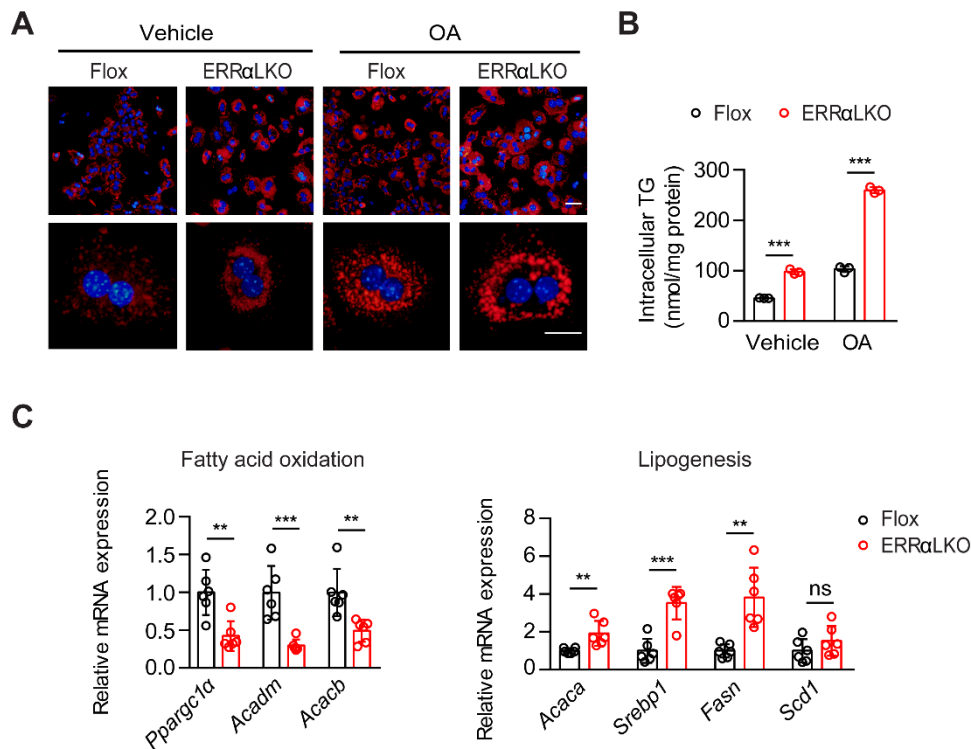 A
Vehicle
OA
Flox
ERRαLKO
Flox
ERRαLKO
B
Flox
ERRαLKO
Intracellular TG
(nmol/mg protein)
300
200
100
0
***
***
Vehicle
OA
C
Fatty acid oxidation
Relative mRNA expression
2.0
1.5
1.0
0.5
0.0
**
***
**
Ppargc1α
Acadm
Acacb
Lipogenesis
Relative mRNA expression
8
6
4
2
0
**
***
**
ns
Acaca
Srebp1
Fasn
Scd1
Flox
ERRαLKO